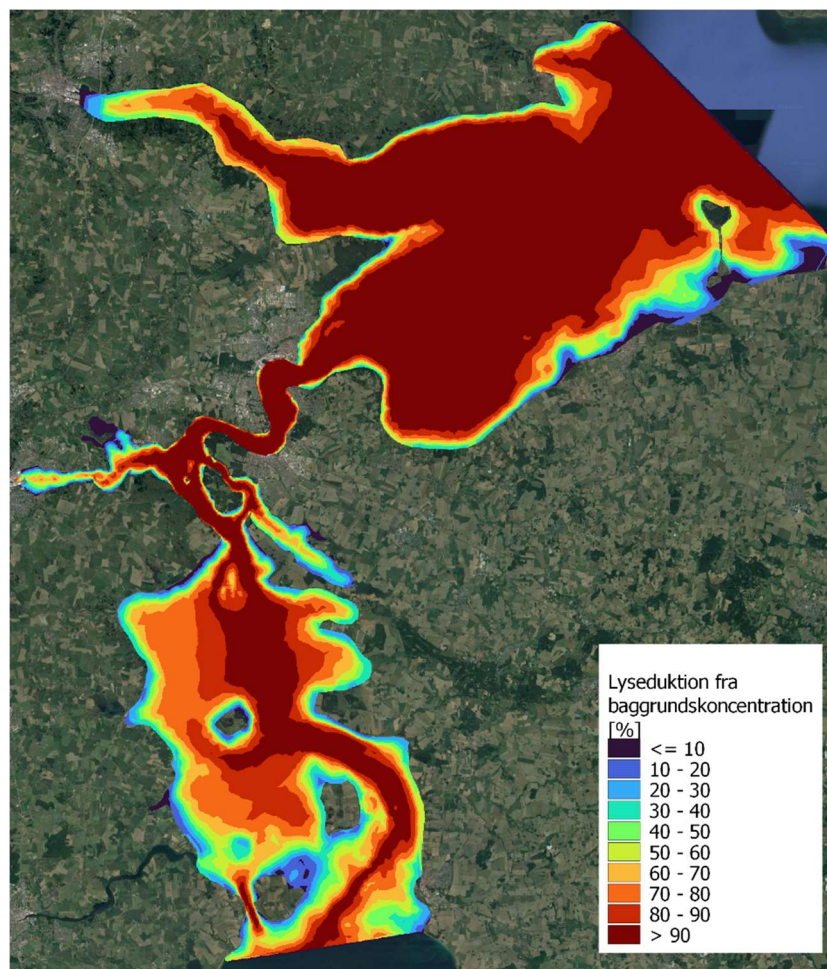 Lyseduktion fra
baggrundskoncentration
[%]
<= 10
10 - 20
20 - 30
30 - 40
40 - 50
50 - 60
60 - 70
70 - 80
80 - 90
> 90